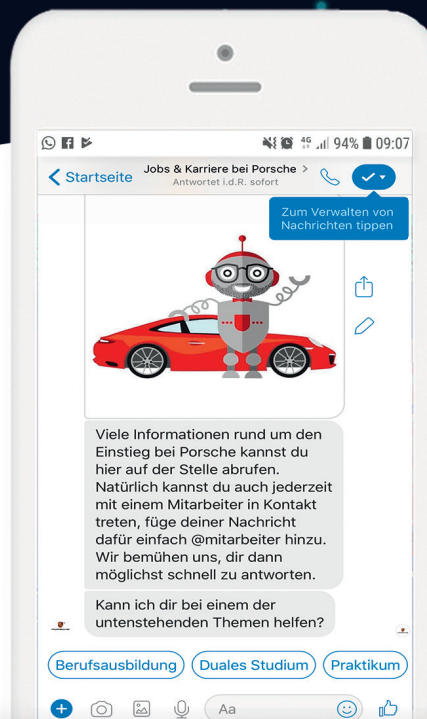 4G 94% 09:07
Startseite
Jobs & Karriere bei Porsche >
Antwortet i.d.R. sofort
Zum Verwalten von
Nachrichten tippen
Viele Informationen rund um den
Einstieg bei Porsche kannst du
hier auf der Stelle abrufen.
Natürlich kannst du auch jederzeit
mit einem Mitarbeiter in Kontakt
treten, füge deiner Nachricht
dafür einfach @mitarbeiter hinzu.
Wir bemühen uns, dir dann
möglichst schnell zu antworten.
Kann ich dir bei einem der
untenstehenden Themen helfen?
Berufsausbildung Duales Studium Praktikum
Aa